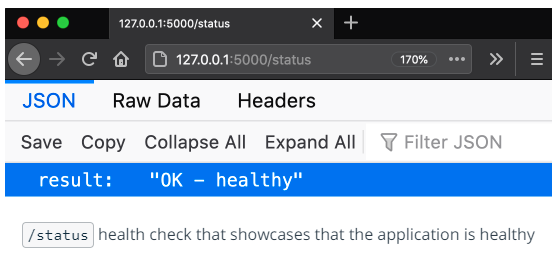 127.0.0.1:5000/status
127.0.0.1:5000/status 170%
JSON Raw Data Headers
Save Copy Collapse All Expand All Filter JSON
result: "OK - healthy"
/status health check that showcases that the application is healthy